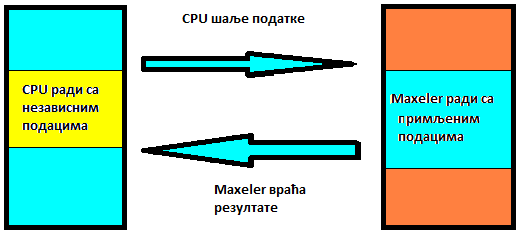 CPU шаље податке
CPU ради са
независним
подацима
Maxeler ради са
примљеним
подацима
Maxeler враћа
резултате